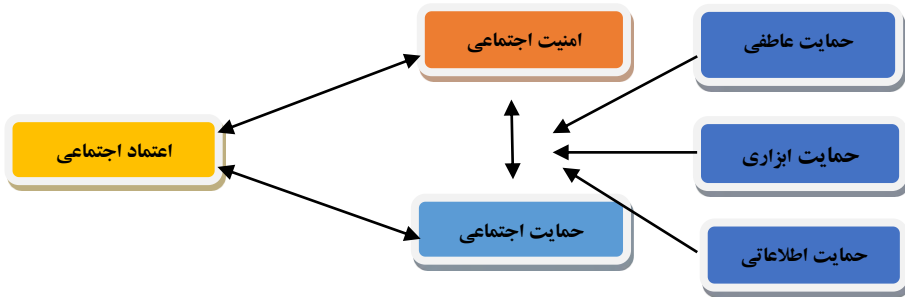 امنیت اجتماعی
حمایت عاطفی
اعتماد اجتماعی
حمایت ابزاری
حمایت اجتماعی
حمایت اطلاعاتی